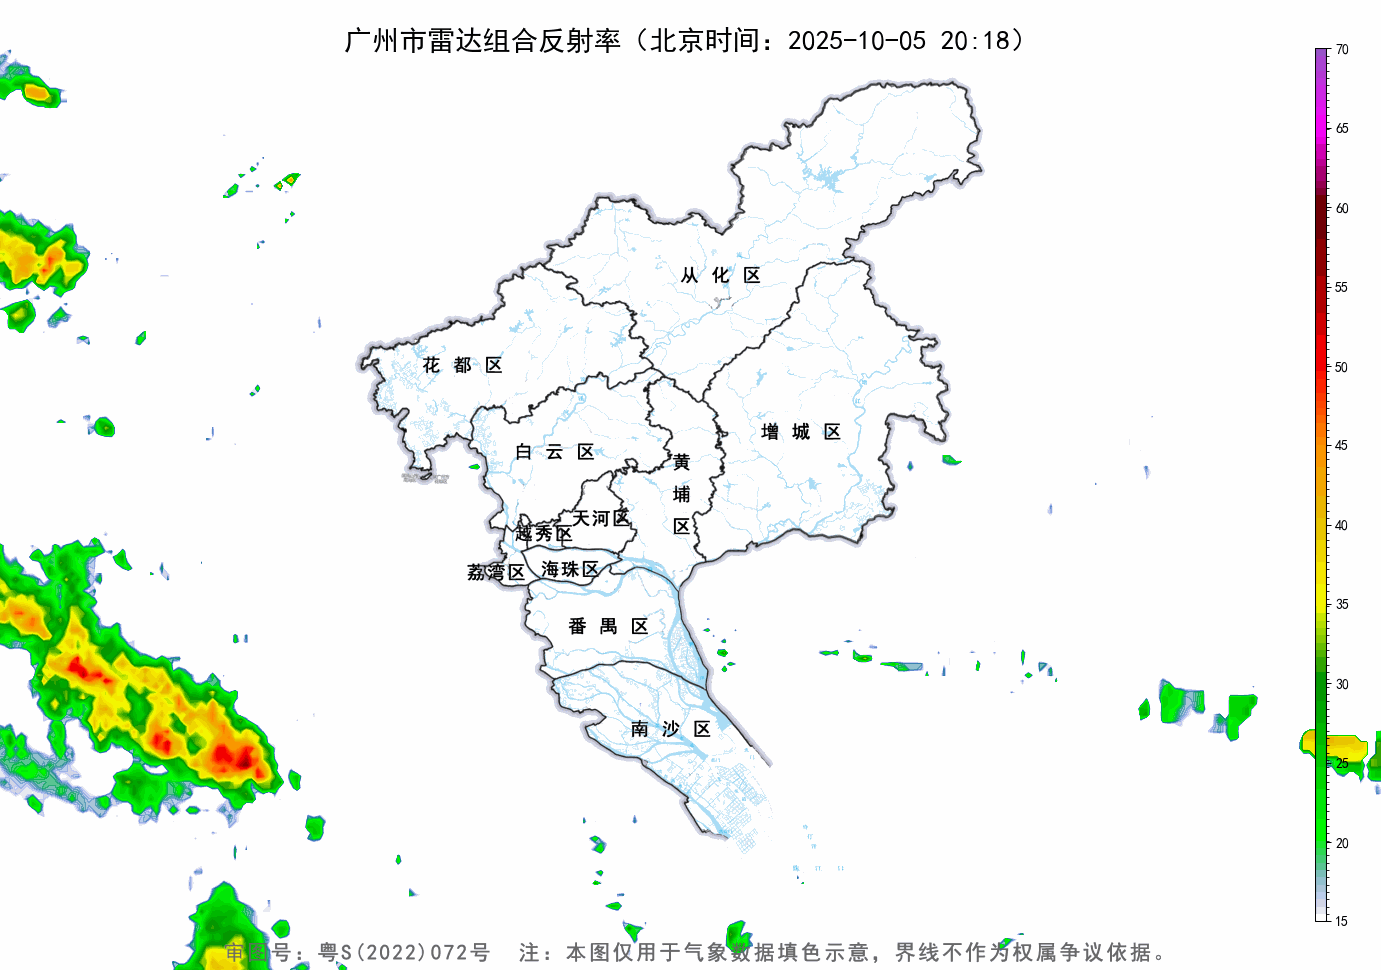 广州市雷达组合反射率（北京时间：2025-10-05 20:18）
70
65
60
55
50
45
40
35
30
25
20
15
从化区
花都区
增城区
白云区
黄埔区
天河区
越秀区
海珠区
荔湾区
番禺区
南沙区
审图号：粤S(2022)072号 注：本图仅用于气象数据填色示意，界线不作为权属争议依据。